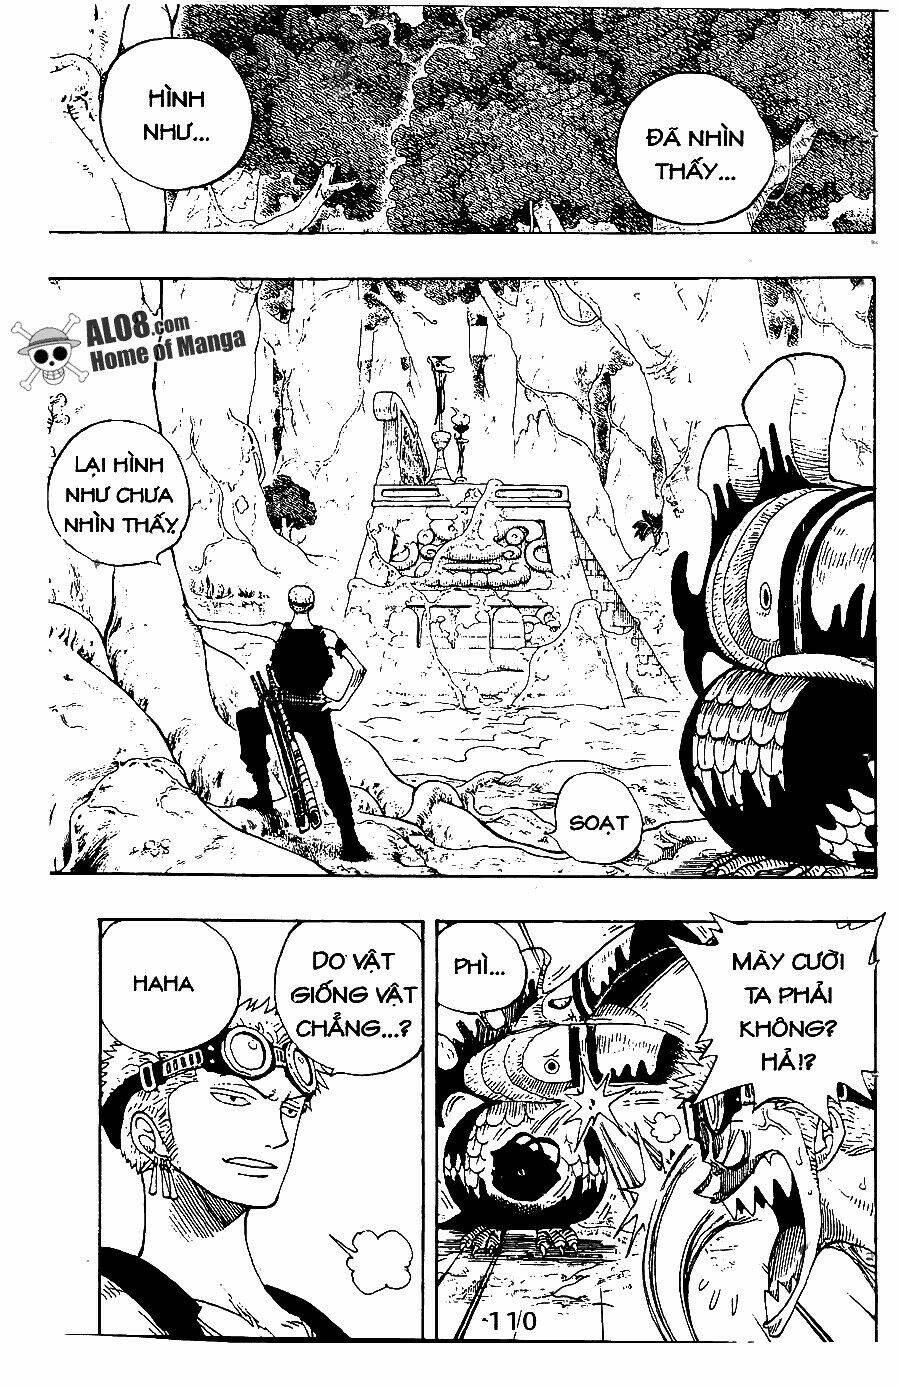 HÌNH
NHƯ...
ĐÃ NHÌN
THẤY...
ALO8.com
Home of Manga
LẠI HÌNH
NHƯ CHƯA
NHÌN THẤY
SOẠT
HAHA
DO VẬT
GIỐNG VẬT
CHẲNG...?
PHÌ...
MÀY CƯỜI
TA PHẢI
KHÔNG?
HẢ!?
110